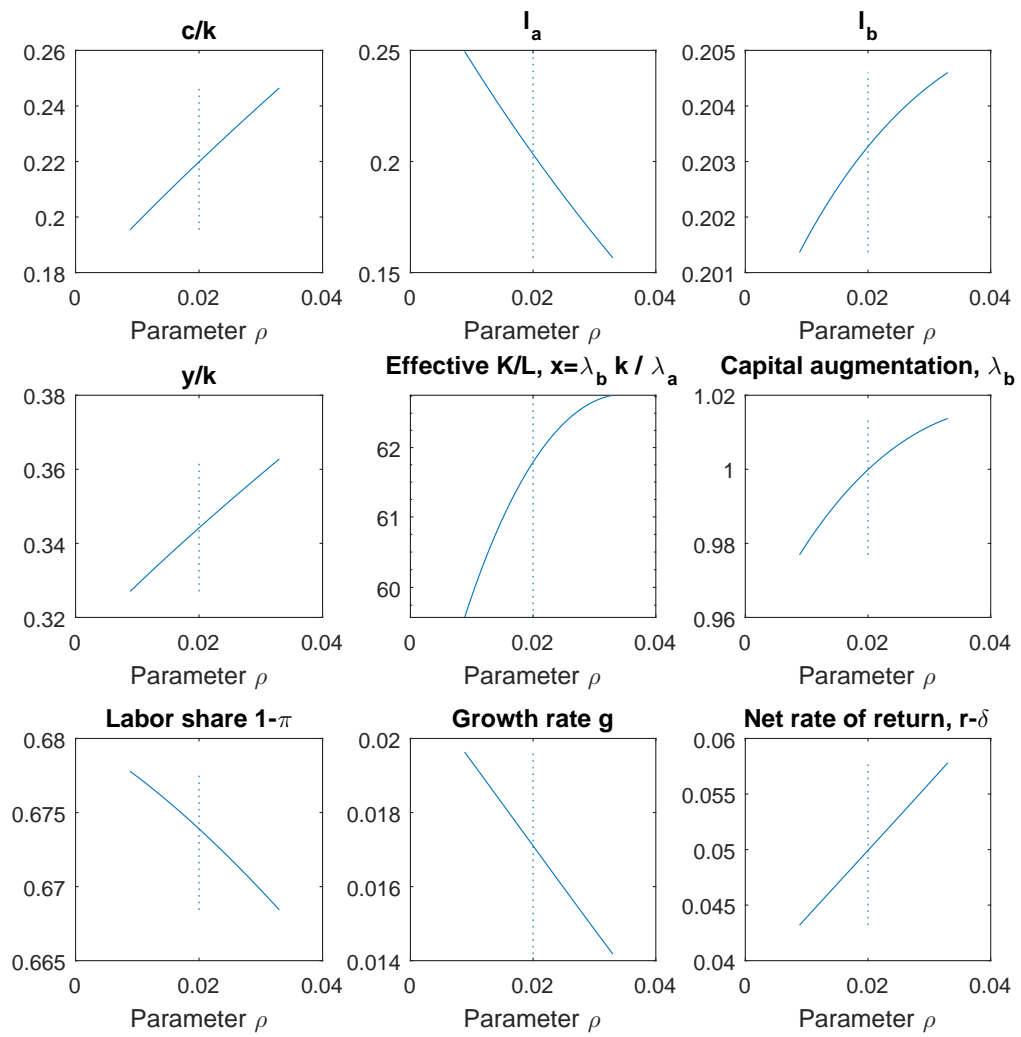 c/k
l_a
l_b
0.26
0.24
0.22
0.2
0.18
0 0.02 0.04
Parameter ρ
0.25
0.2
0.15
0 0.02 0.04
Parameter ρ
0.205
0.204
0.203
0.202
0.201
0 0.02 0.04
Parameter ρ
y/k
Effective K/L, x=λ_b k / λ_a
Capital augmentation, λ_b
0.38
0.36
0.34
0.32
0 0.02 0.04
Parameter ρ
62
61
60
0 0.02 0.04
Parameter ρ
1.02
1
0.98
0.96
0 0.02 0.04
Parameter ρ
Labor share 1-π
Growth rate g
Net rate of return, r-δ
0.68
0.675
0.67
0.665
0 0.02 0.04
Parameter ρ
0.02
0.018
0.016
0.014
0 0.02 0.04
Parameter ρ
0.06
0.055
0.05
0.045
0.04
0 0.02 0.04
Parameter ρ